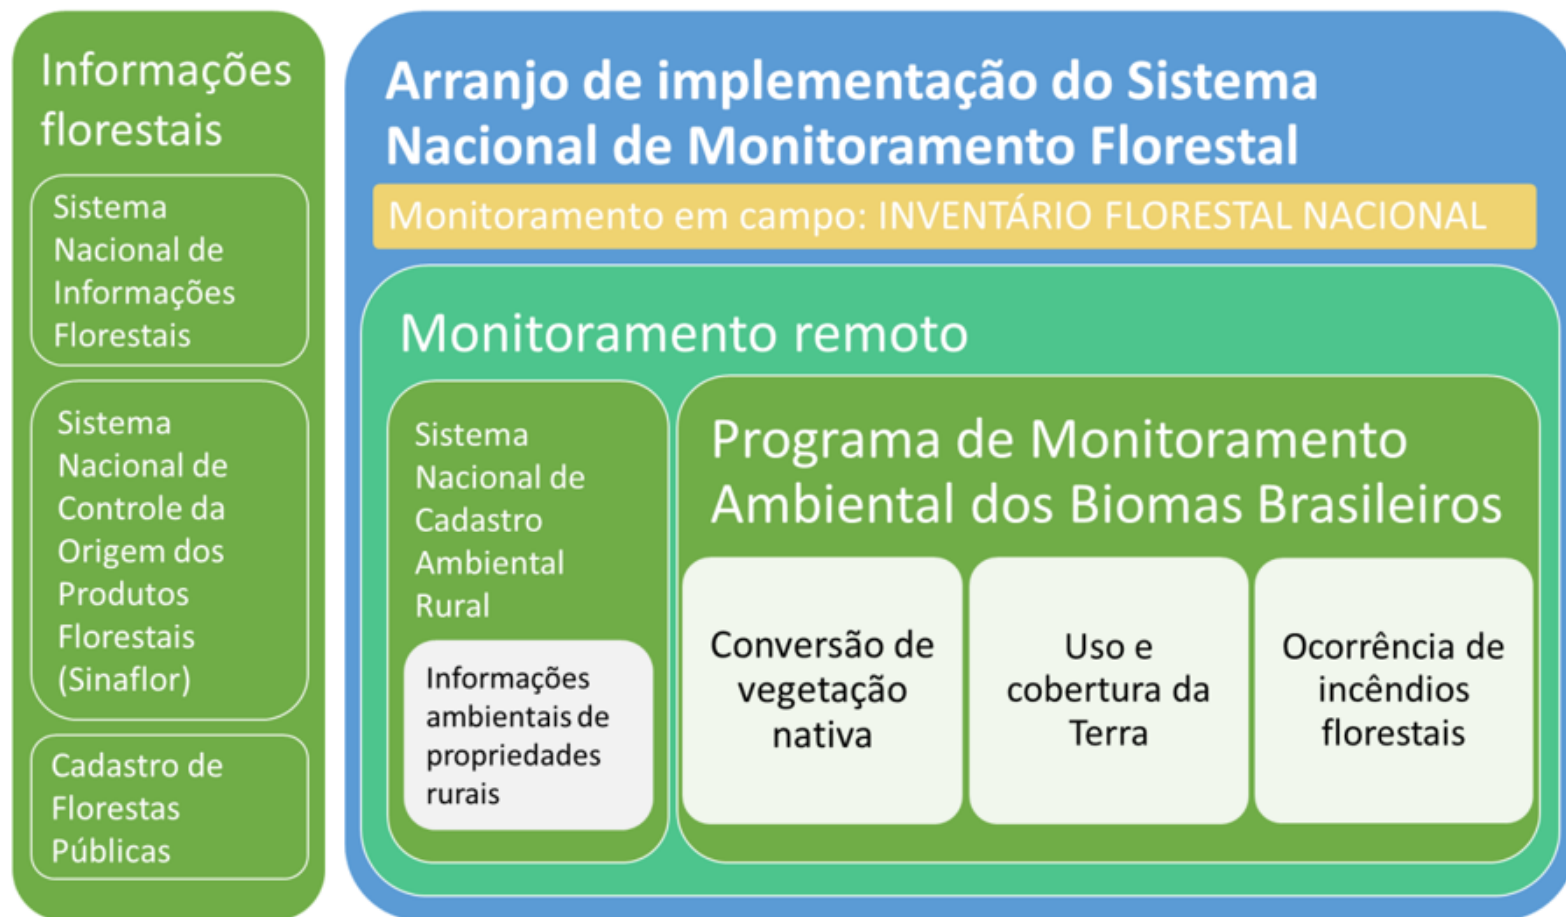 Informações
florestais
Sistema
Nacional de
Informações
Florestais
Sistema
Nacional de
Controle da
Origem dos
Produtos
Florestais
(Sinaflor)
Cadastro de
Florestas
Públicas
Arranjo de implementação do Sistema
Nacional de Monitoramento Florestal
Monitoramento em campo: INVENTÁRIO FLORESTAL NACIONAL
Monitoramento remoto
Sistema
Nacional de
Cadastro
Ambiental
Rural
Informações
ambientais de
propriedades
rurais
Programa de Monitoramento
Ambiental dos Biomas Brasileiros
Conversão de
vegetação
nativa
Uso e
cobertura da
Terra
Ocorrência de
incêndios
florestais